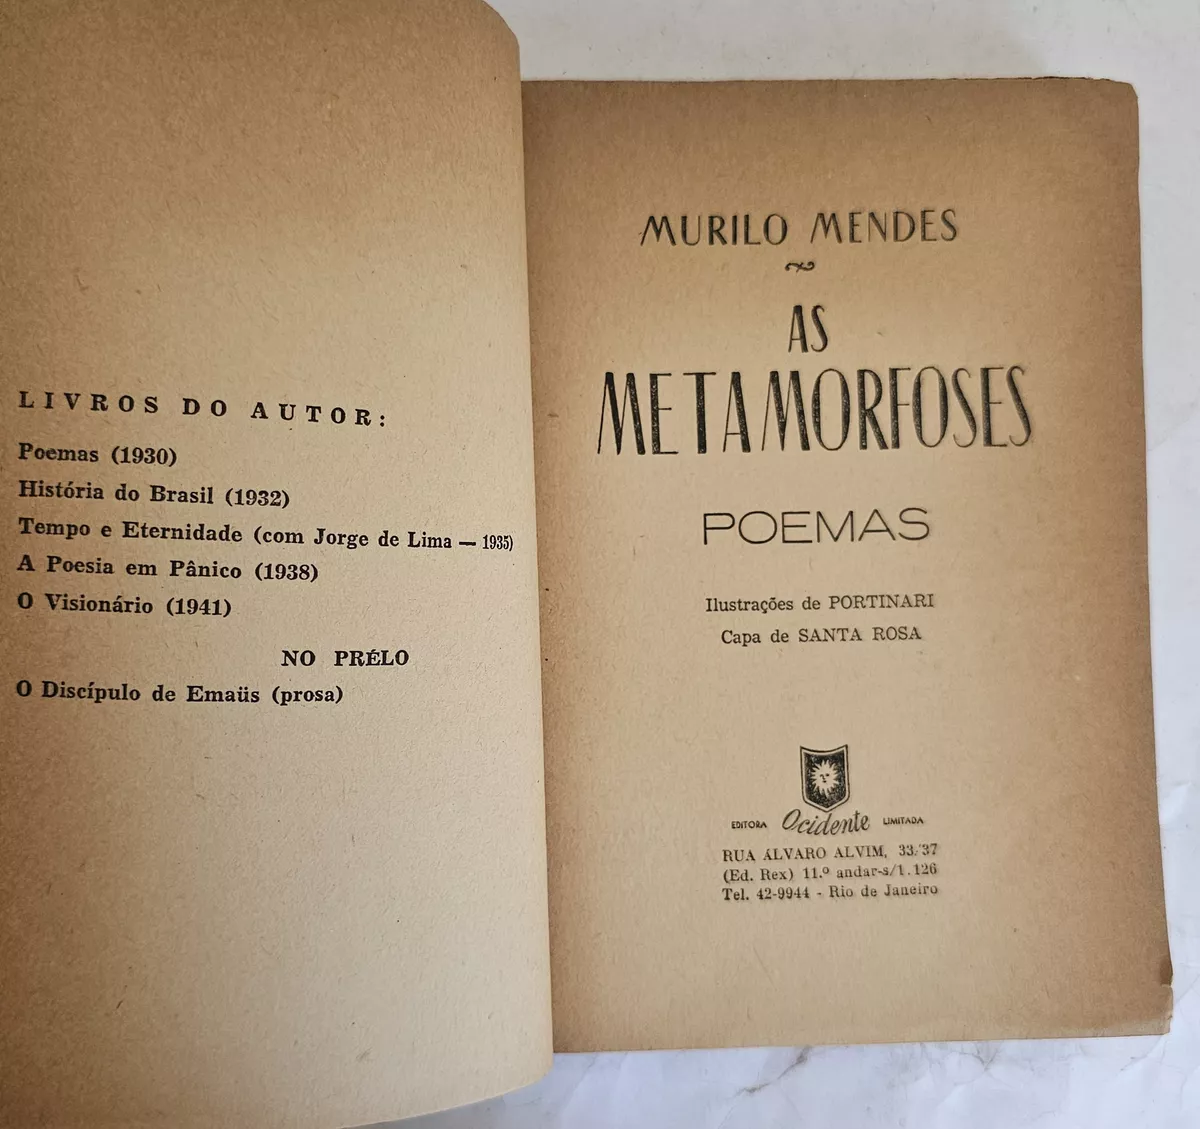 LIVROS DO AUTOR:
Poemas (1930)
História do Brasil (1932)
Tempo e Eternidade (com Jorge de Lima — 1935)
A Poesia em Pânico (1938)
O Visionário (1941)
NO PRÉLO
O Discípulo de Emaüs (prosa)
MURILO MENDES
AS
METAMORFOSES
POEMAS
Ilustrações de PORTINARI
Capa de SANTA ROSA
EDITORA Ocidente LIMITADA
RUA ÁLVARO ALVIM, 33/37
(Ed. Rex) 11.º andar-s/1.126
Tel. 42-9944 - Rio de Janeiro